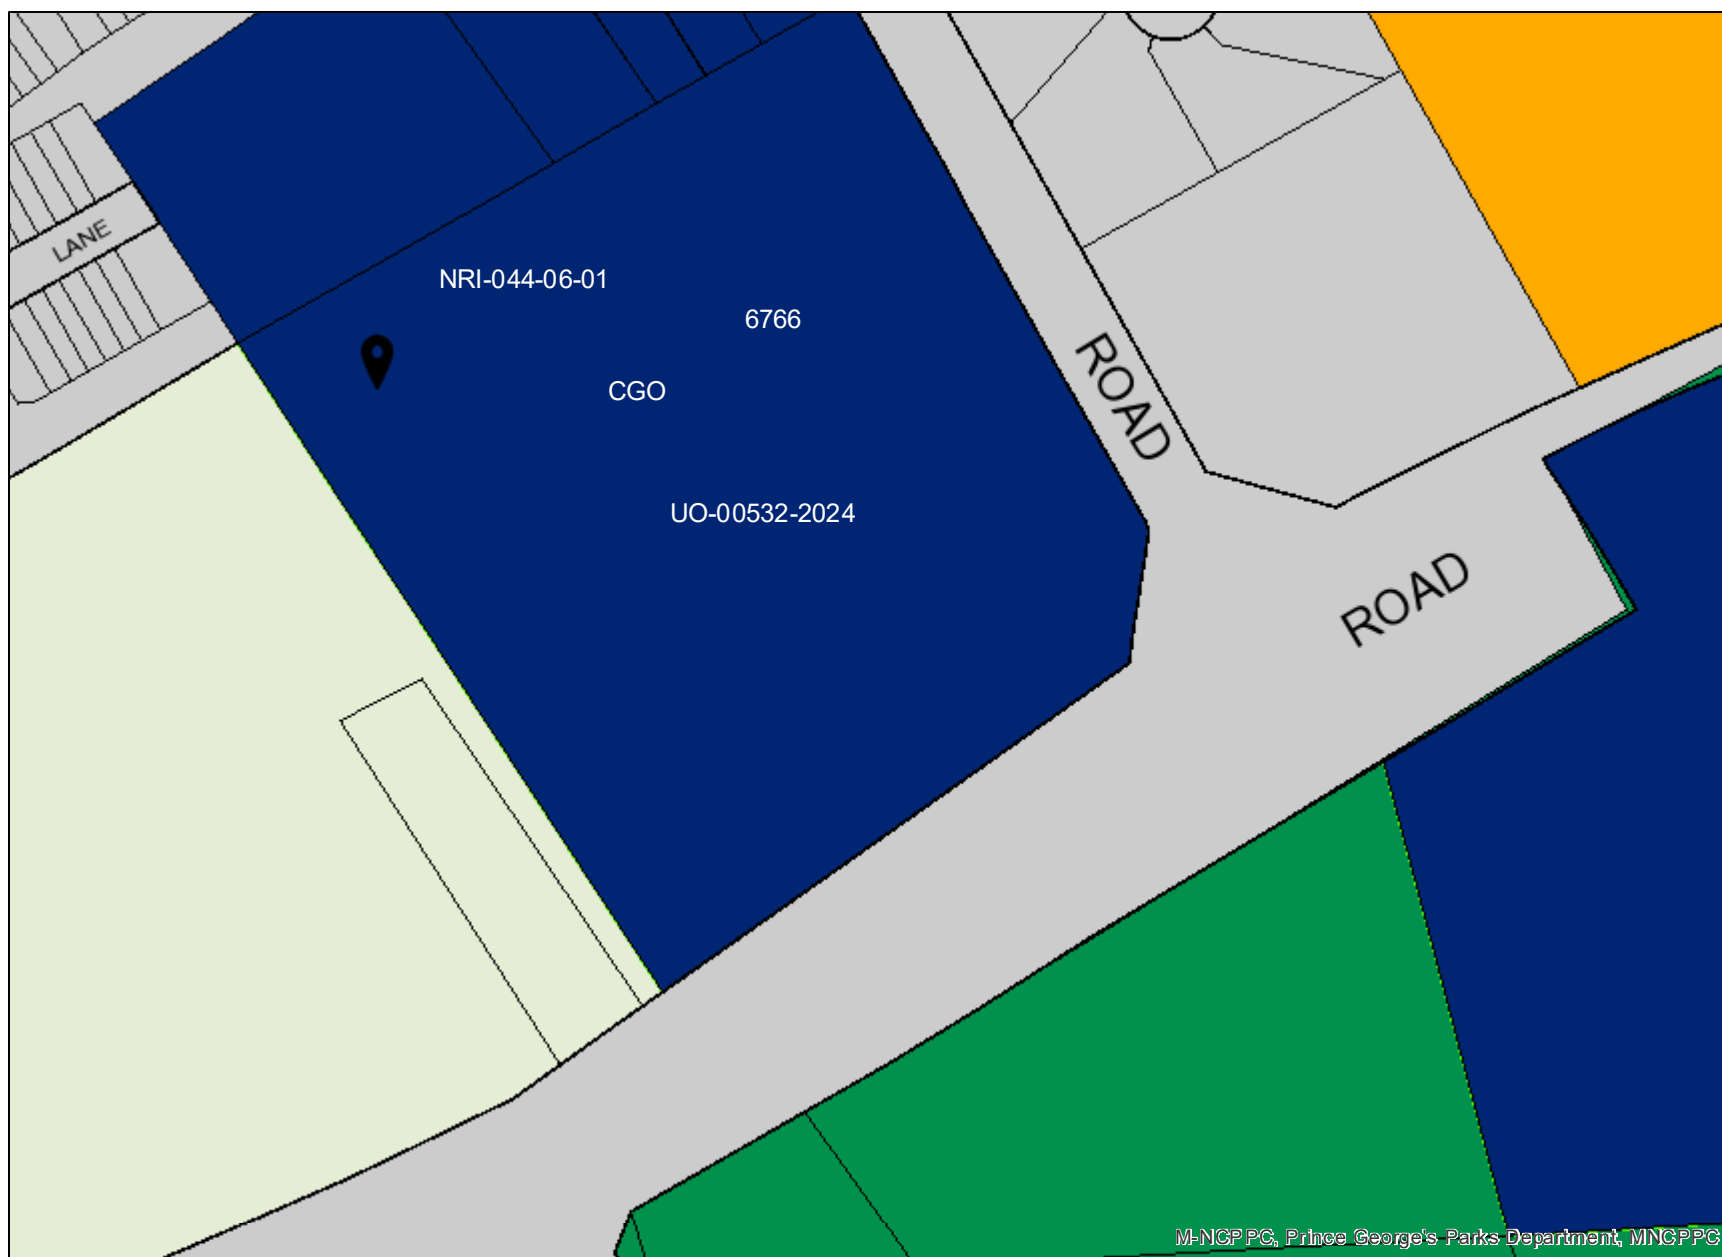 LANE
NRI-044-06-01
6766
CGO
ROAD
UO-00532-2024
ROAD
M-NCPPC, Prince George's Parks Department, MNCPPC